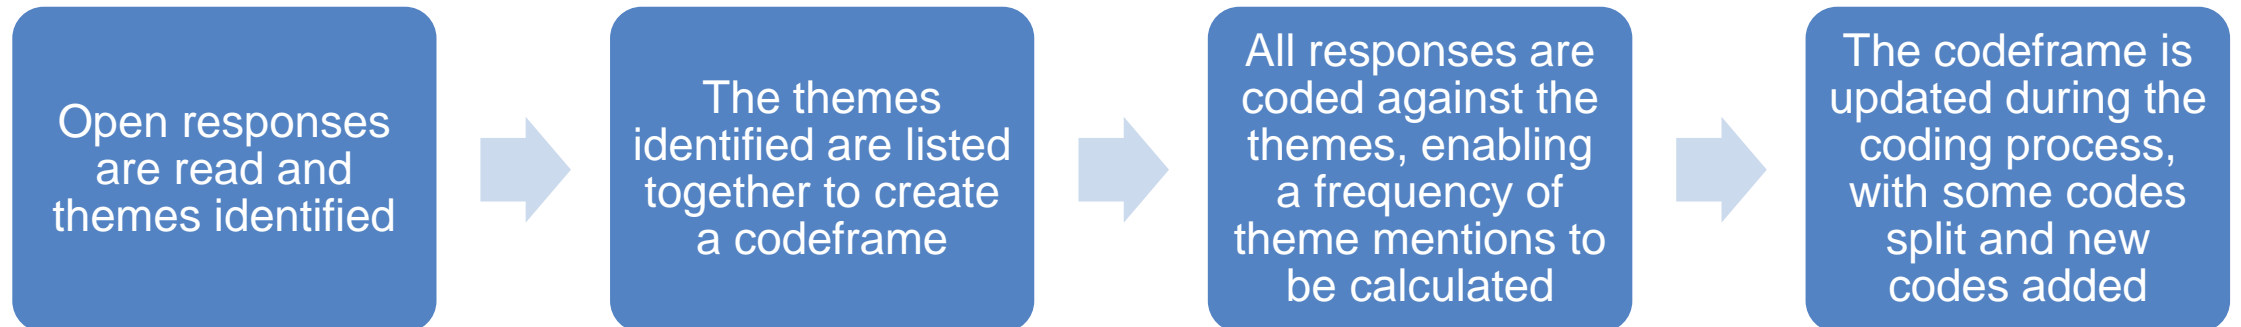 Open responses
are read and
themes identified
The themes
identified are listed
together to create
a codeframe
All responses are
coded against the
themes, enabling
a frequency of
theme mentions to
be calculated
The codeframe is
updated during the
coding process,
with some codes
split and new
codes added